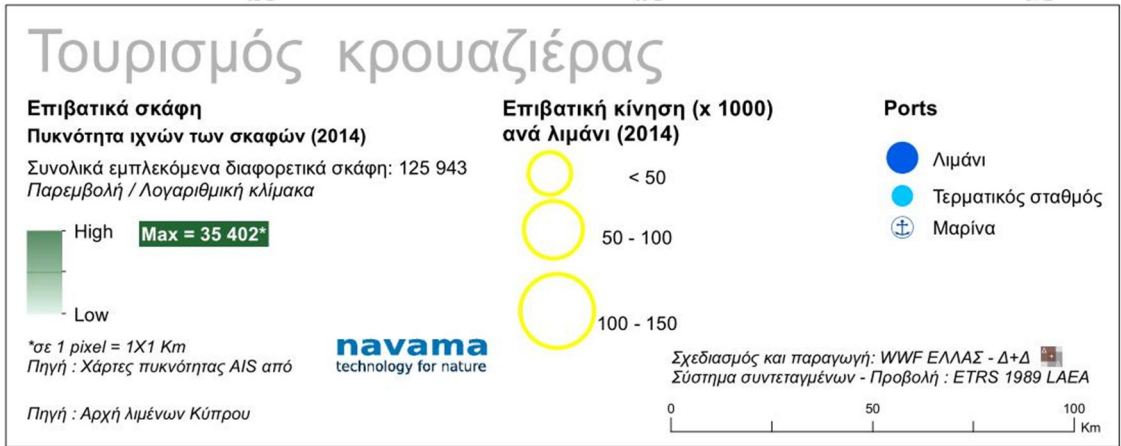 Τουρισμός κρουαζιέρας
Επιβατικά σκάφη
Πυκνότητα ιχνών των σκαφών (2014)
Συνολικά εμπλεκόμενα διαφορετικά σκάφη: 125 943
Παρεμβολή / Λογαριθμική κλίμακα
High
Max = 35 402*
Low
*σε 1 pixel = 1X1 Km
Πηγή : Χάρτες πυκνότητας AIS από
navama
technology for nature
Πηγή : Αρχή λιμένων Κύπρου
Επιβατική κίνηση (x 1000)
ανά λιμάνι (2014)
< 50
50 - 100
100 - 150
Ports
Λιμάνι
Τερματικός σταθμός
Μαρίνα
Σχεδιασμός και παραγωγή: WWF ΕΛΛΑΣ - Δ+Δ
Σύστημα συντεταγμένων - Προβολή : ETRS 1989 LAEA
0 50 100
Km